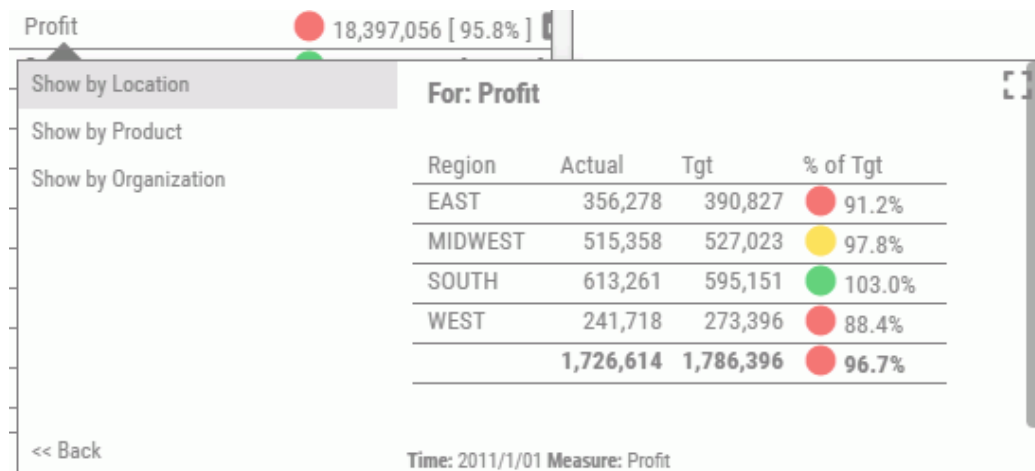 Profit 18,397,056 [ 95.8% ]
Show by Location
Show by Product
Show by Organization
<< Back
For: Profit
Region Actual Tgt % of Tgt
EAST 356,278 390,827 91.2%
MIDWEST 515,358 527,023 97.8%
SOUTH 613,261 595,151 103.0%
WEST 241,718 273,396 88.4%
1,726,614 1,786,396 96.7%
Time: 2011/1/01 Measure: Profit